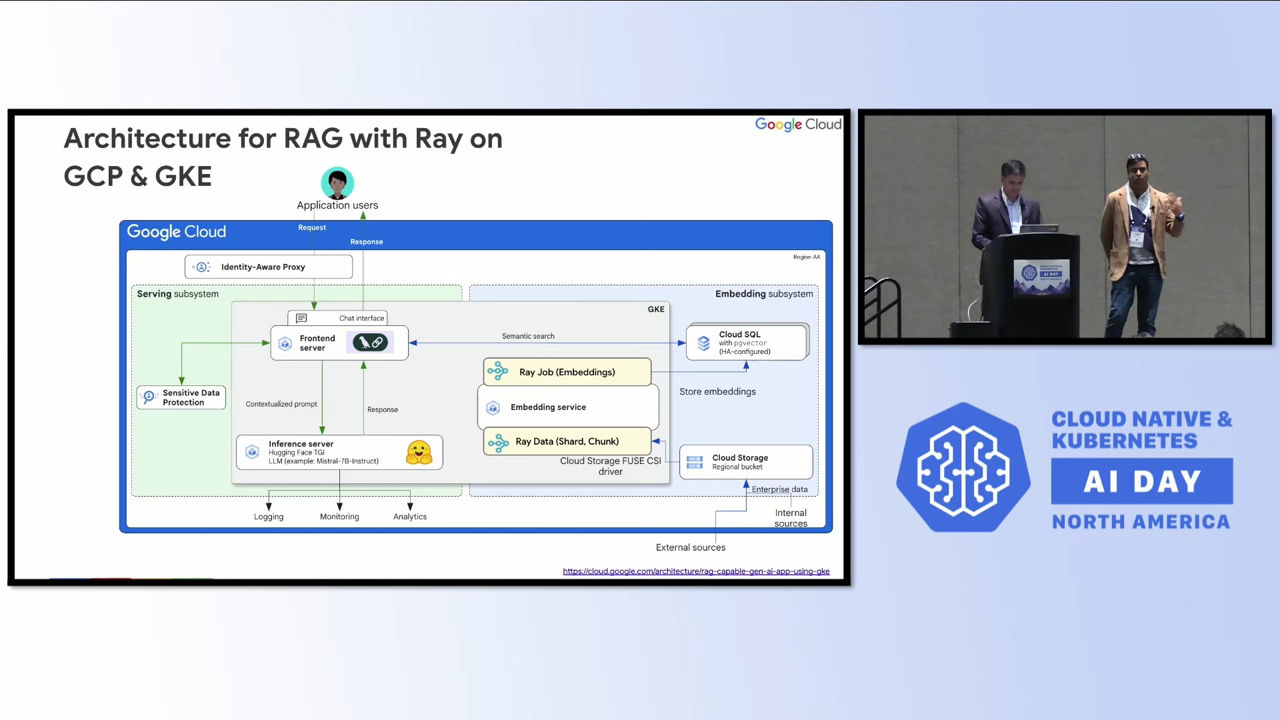 Architecture for RAG with Ray on
GCP & GKE
Google Cloud
Application users
Google Cloud
Request
Response
Region AA
Identity-Aware Proxy
Serving subsystem
Embedding subsystem
GKE
Chat interface
Frontend
server
Semantic search
Cloud SQL
with pgvector
(HA-configured)
Ray Job (Embeddings)
Store embeddings
Sensitive Data
Protection
Contextualized prompt
Response
Embedding service
Ray Data (Shard, Chunk)
Inference server
Hugging Face TGI
LLM (example: Mistral-7B-Instruct)
Cloud Storage FUSE CSI
driver
Cloud Storage
Regional bucket
Enterprise data
Internal
sources
Logging
Monitoring
Analytics
External sources
https://cloud.google.com/architecture/rag-capable-gen-ai-app-using-gke
AI DAY
CLOUD NATIVE &
KUBERNETES
AI DAY
NORTH AMERICA